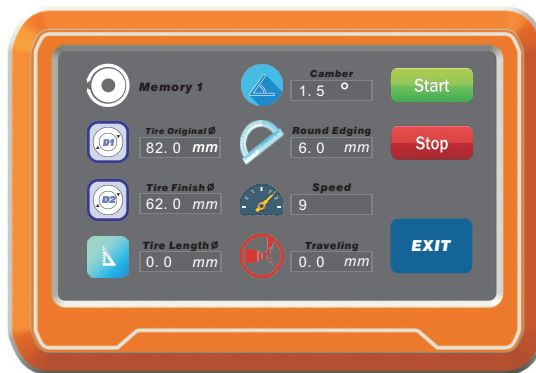 Memory 1
Camber
1.5 °
Start
D1
Tire Original Ø
82.0 mm
Round Edging
6.0 mm
Stop
D2
Tire Finish Ø
62.0 mm
Speed
9
Tire Length Ø
0.0 mm
Traveling
0.0 mm
EXIT